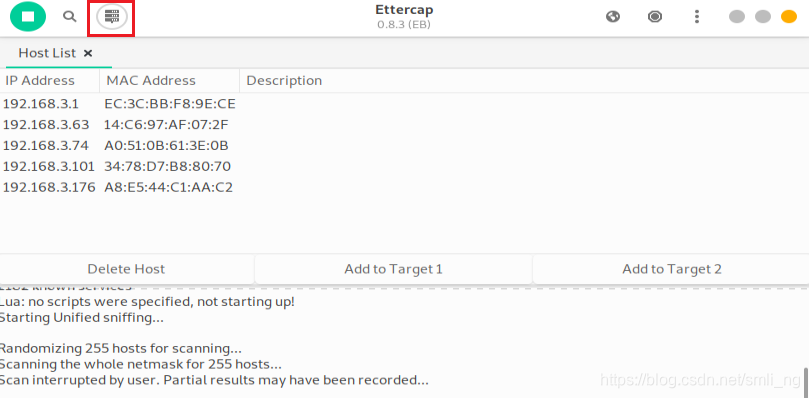 Ettercap
0.8.3 (EB)
Host List ×
IP Address MAC Address Description
192.168.3.1 EC:3C:BB:F8:9E:CE
192.168.3.63 14:C6:97:AF:07:2F
192.168.3.74 A0:51:0B:61:3E:0B
192.168.3.101 34:78:D7:B8:80:70
192.168.3.176 A8:E5:44:C1:AA:C2
Delete Host Add to Target 1 Add to Target 2
1182 known services
Lua: no scripts were specified, not starting up!
Starting Unified sniffing...
Randomizing 255 hosts for scanning...
Scanning the whole netmask for 255 hosts...
Scan interrupted by user. Partial results may have been recorded...
https://blog.csdn.net/smli_ng